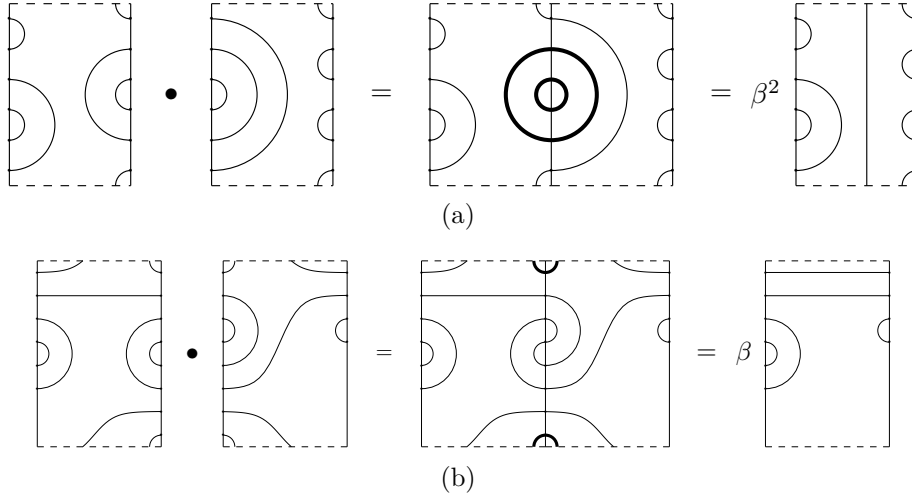 • = = β²
(a)
• = = β
(b)